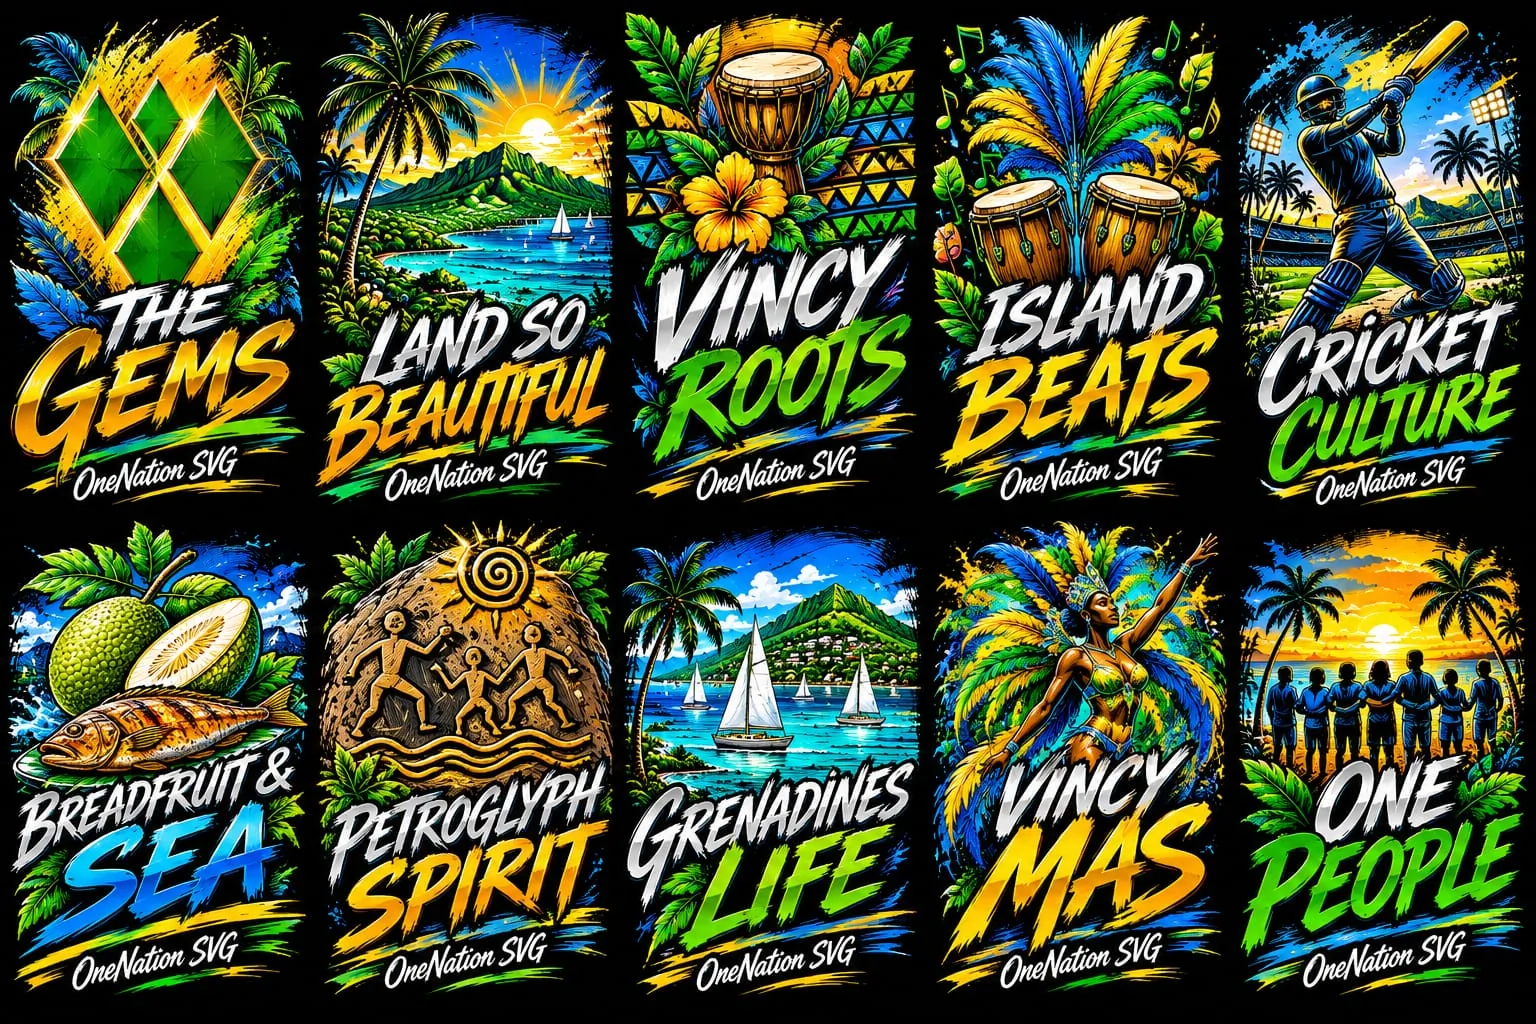 THE
GEMS
OneNation SVG
LAND SO
BEAUTIFUL
OneNation SVG
VINCY
ROOTS
OneNation SVG
ISLAND
BEATS
OneNation SVG
CRICKET
CULTURE
OneNation SVG
BREADFRUIT &
SEA
OneNation SVG
PETROGLYPH
SPIRIT
OneNation SVG
GRENADINES
LIFE
OneNation SVG
VINCY
MAS
OneNation SVG
ONE
PEOPLE
OneNation SVG